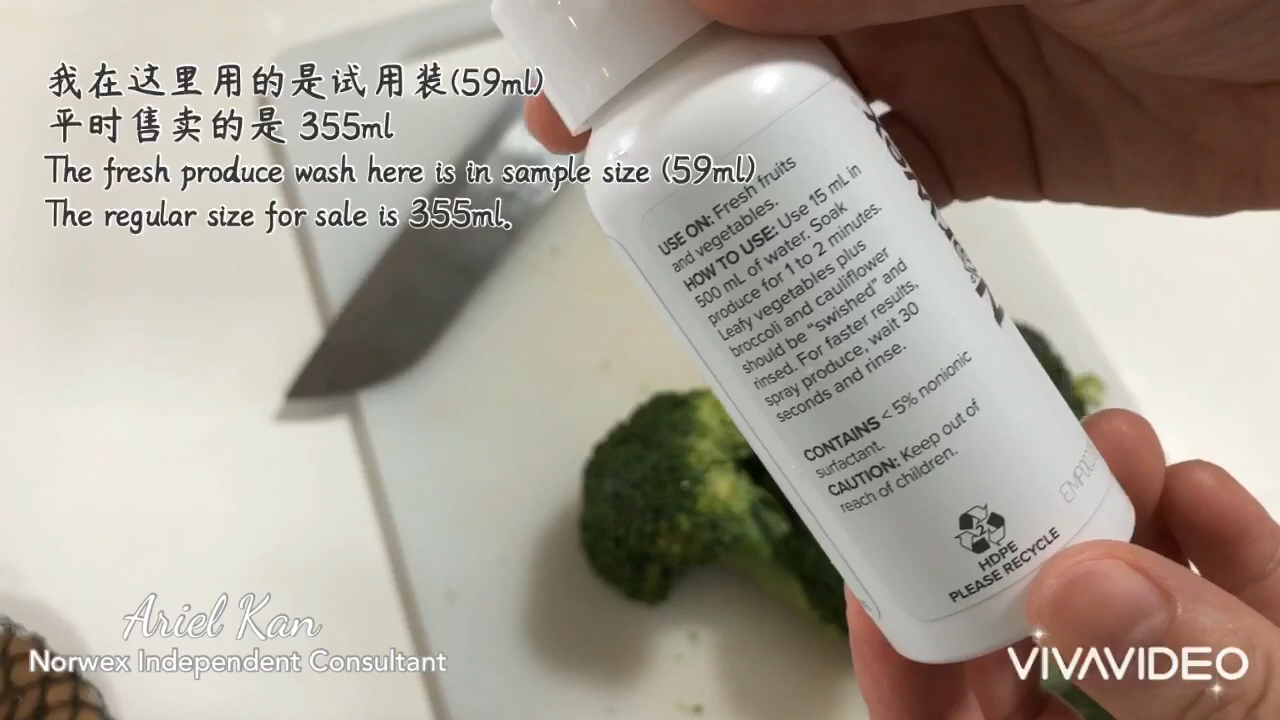 我在这里用的是试用装(59ml)
平时售卖的是 355ml
The fresh produce wash here is in sample size (59ml)
The regular size for sale is 355ml.
USE ON: Fresh fruits
and vegetables.
HOW TO USE: Use 15 mL in
500 mL of water. Soak
produce for 1 to 2 minutes.
Leafy vegetables plus
broccoli and cauliflower
should be “swished” and
rinsed. For faster results,
spray produce, wait 30
seconds and rinse.
CONTAINS < 5% nonionic
surfactant.
CAUTION: Keep out of
reach of children.
2
HDPE
PLEASE RECYCLE
Ariel Kan
Norwex Independent Consultant
VIVAVIDEO